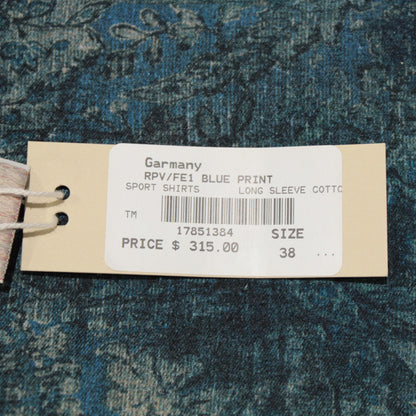 Garmany
RPV/FE1 BLUE PRINT
SPORT SHIRTS LONG SLEEVE COTTO
TM
17851384 SIZE
PRICE $ 315.00 38 ...